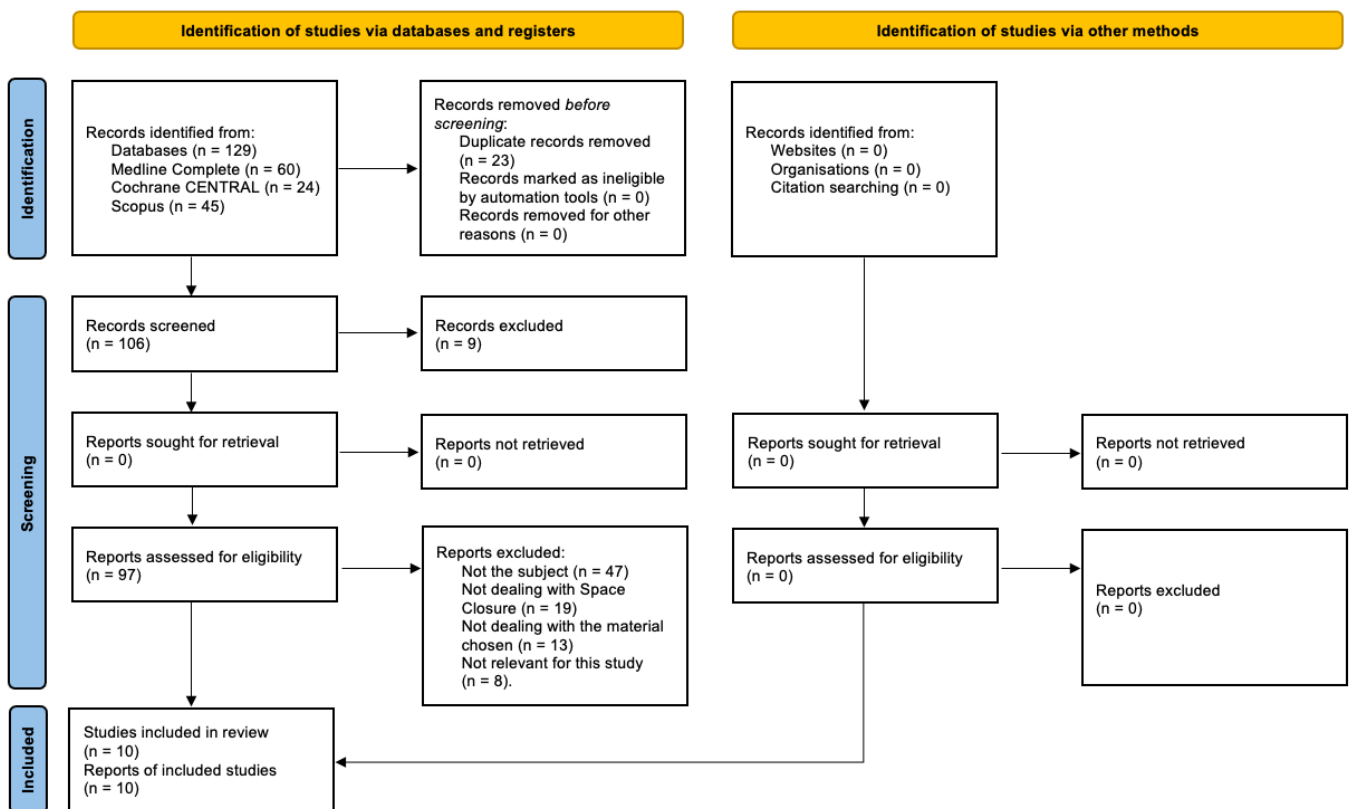 Identification of studies via databases and registers
Identification of studies via other methods
Identification
Records identified from:
Databases (n = 129)
Medline Complete (n = 60)
Cochrane CENTRAL (n = 24)
Scopus (n = 45)
Records removed before
screening:
Duplicate records removed
(n = 23)
Records marked as ineligible
by automation tools (n = 0)
Records removed for other
reasons (n = 0)
Records identified from:
Websites (n = 0)
Organisations (n = 0)
Citation searching (n = 0)
Screening
Records screened
(n = 106)
Records excluded
(n = 9)
Reports sought for retrieval
(n = 0)
Reports not retrieved
(n = 0)
Reports sought for retrieval
(n = 0)
Reports not retrieved
(n = 0)
Reports assessed for eligibility
(n = 97)
Reports excluded:
Not the subject (n = 47)
Not dealing with Space
Closure (n = 19)
Not dealing with the material
chosen (n = 13)
Not relevant for this study
(n = 8).
Reports assessed for eligibility
(n = 0)
Reports excluded
(n = 0)
Included
Studies included in review
(n = 10)
Reports of included studies
(n = 10)